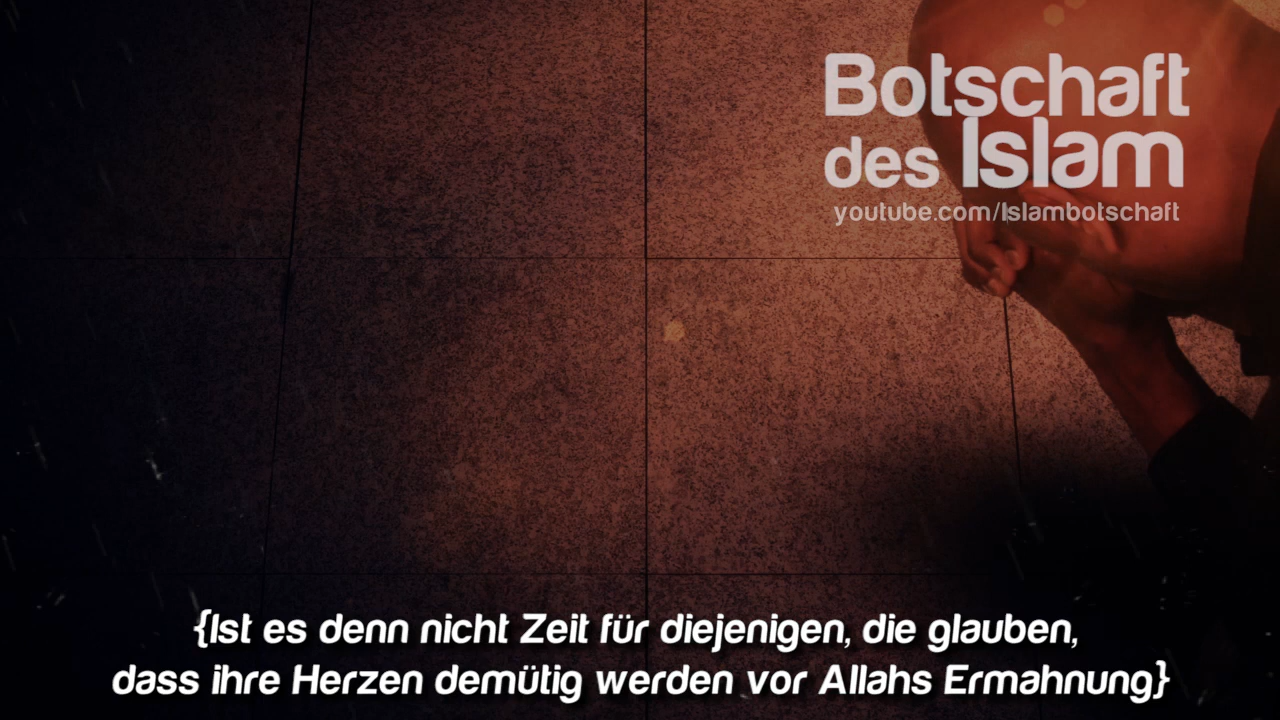 Botschaft
des Islam
youtube.com/Islambotschaft
{Ist es denn nicht Zeit für diejenigen, die glauben,
dass ihre Herzen demütig werden vor Allahs Ermahnung}